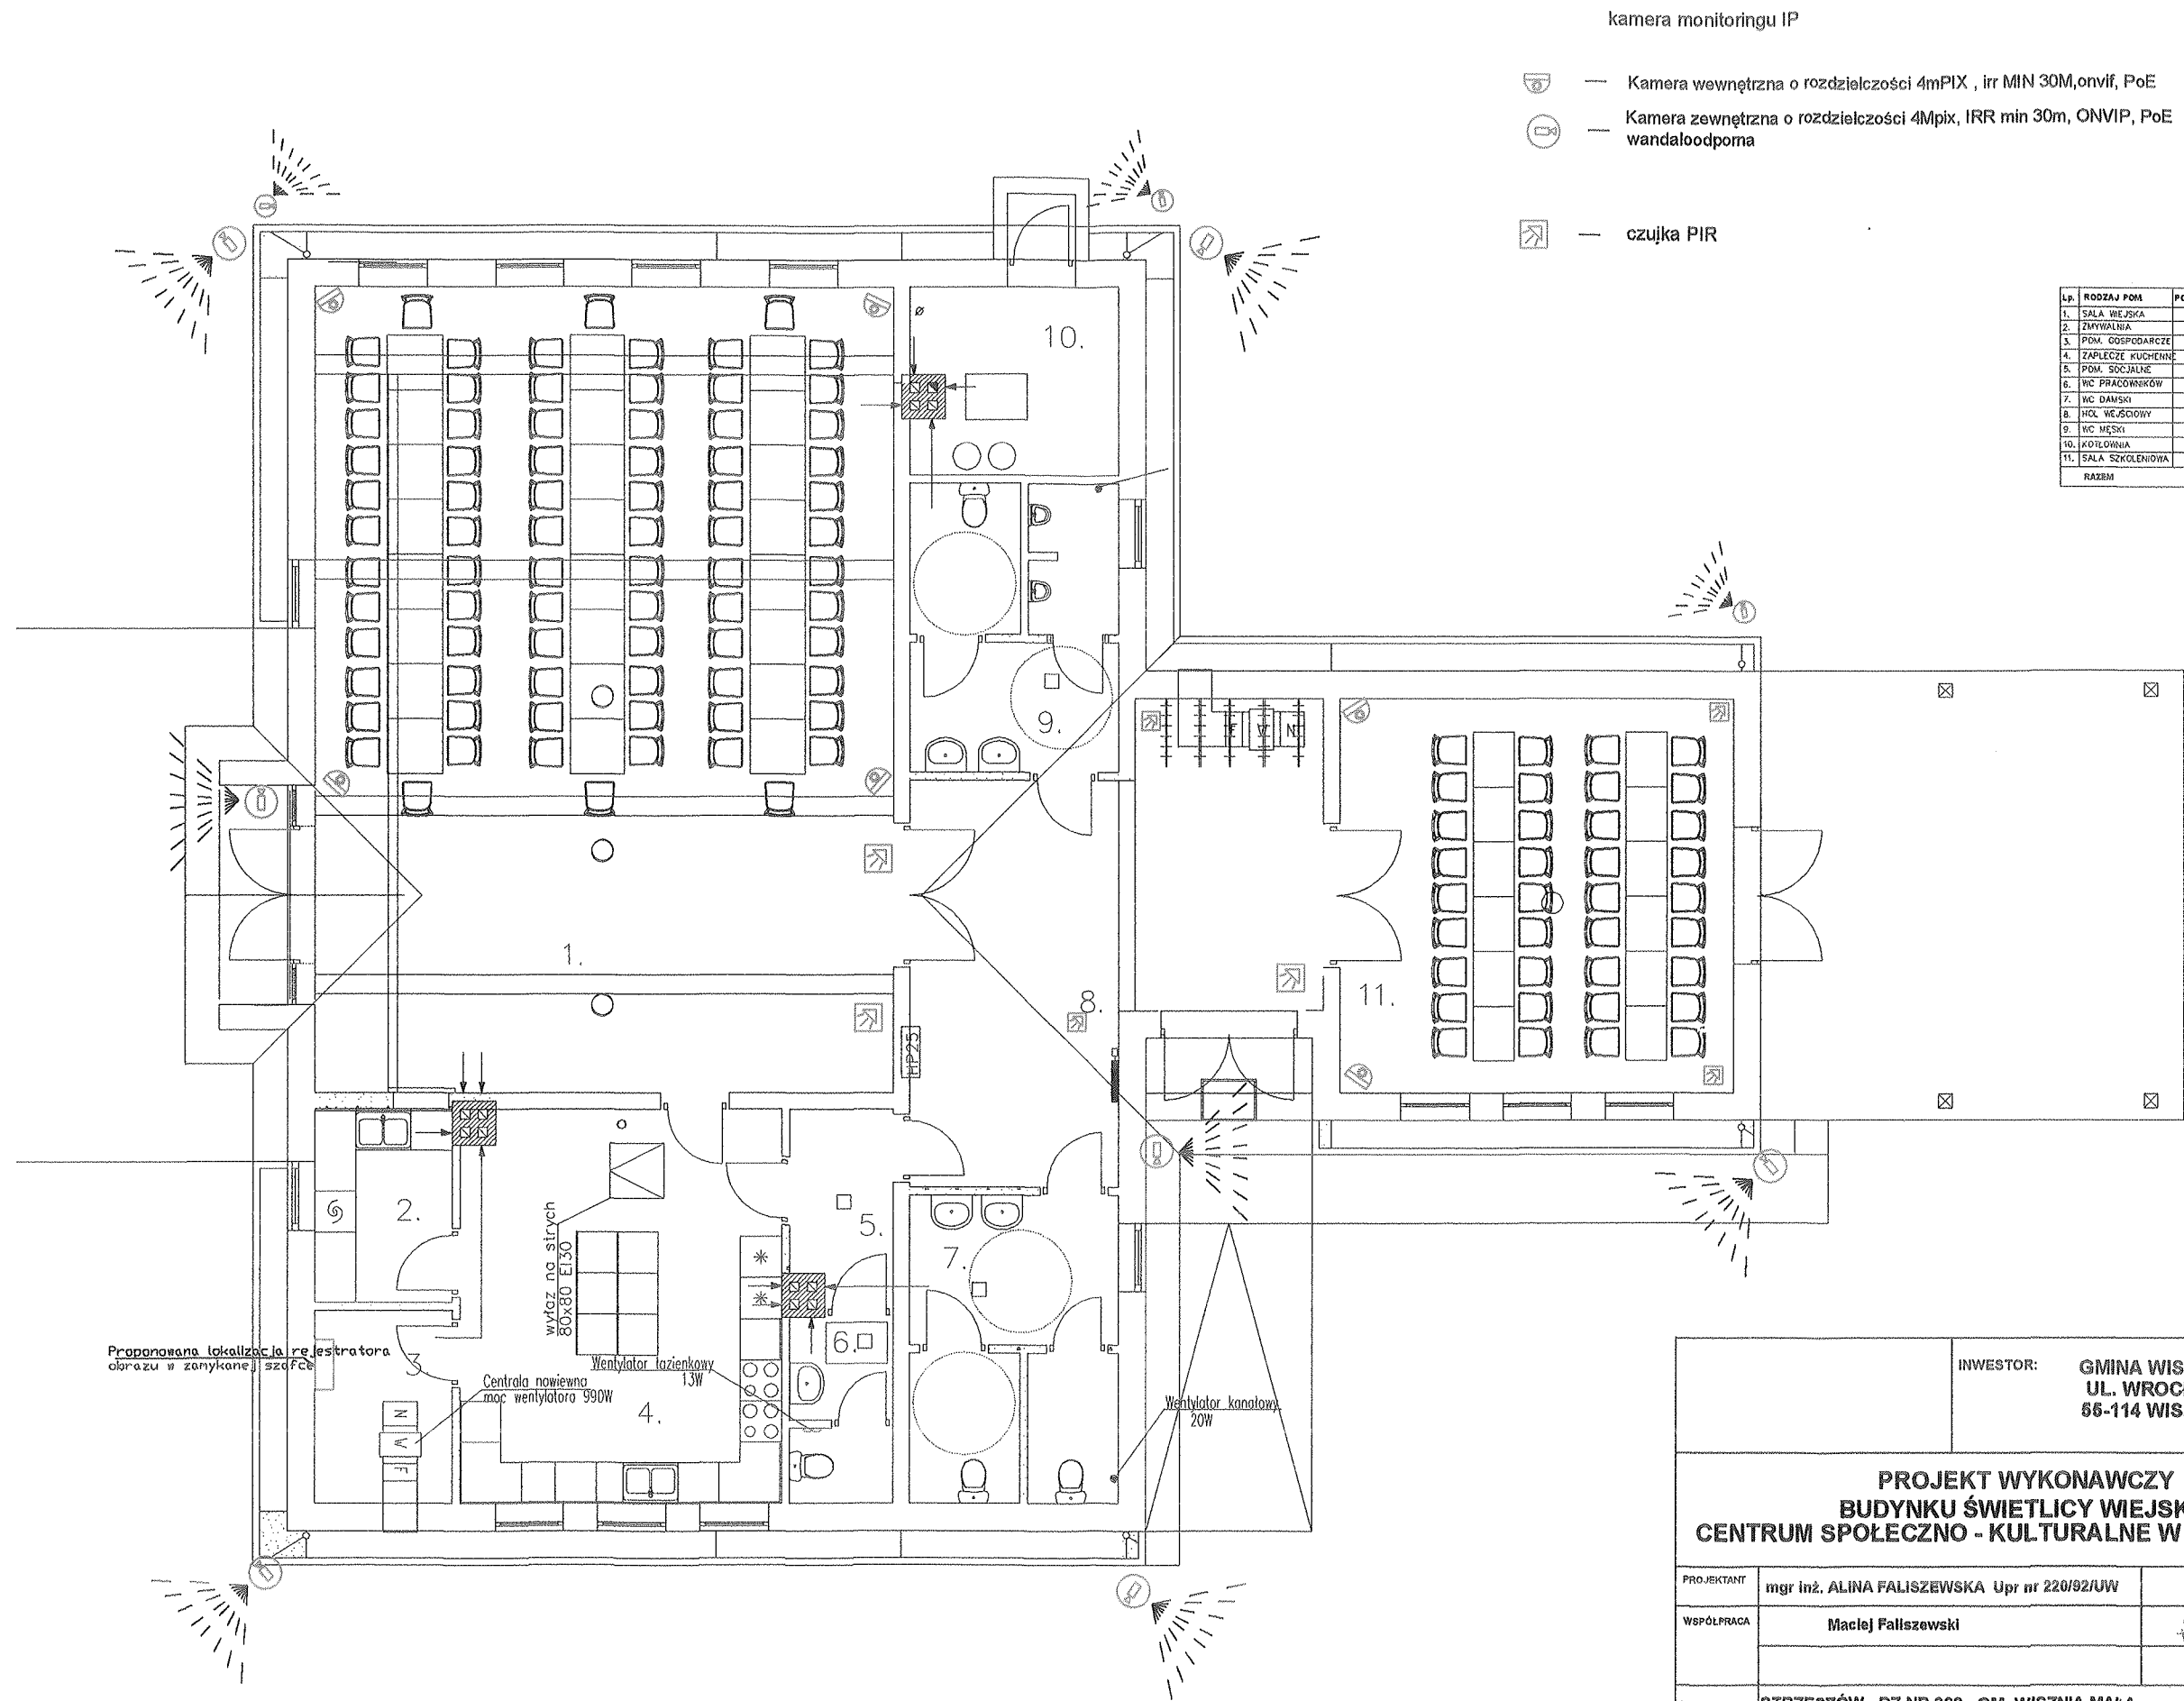 kamera monitoringu IP
Kamera wewnętrzna o rozdzielczości 4mPIX , irr MIN 30M,onvif, PoE
Kamera zewnętrzna o rozdzielczości 4Mpix, IRR min 30m, ONVIP, PoE
wandaloodporna
czujka PIR
Lp. RODZAJ POM
1. SALA WIEJSKA
2. ZMYWALNIA
3. POM. GOSPODARCZE
4. ZAPLECZE KUCHENNE
5. POM. SOCJALNE
6. WC PRACOWNIKÓW
7. WC DAMSKI
8. HOL WEJŚCIOWY
9. WC MĘSKI
10. KOTŁOWNIA
11. SALA SZKOLENIOWA
RAZEM
10.
9.
F W N
1.
11.
8.
HP25
2.
5.
7.
wyłaz na strych
80x80 EI30
6.
Proponowana lokalizacja rejestratora
obrazu w zamykanej szafce
3
Wentylator łazienkowy
13W
Centrala nawiewna
moc wentylatora 990W
4.
N W F
Wentylator kanałowy
20W
INWESTOR:
GMINA WIS
UL. WROC
55-114 WIS
PROJEKT WYKONAWCZY
BUDYNKU ŚWIETLICY WIEJSK
CENTRUM SPOŁECZNO - KULTURALNE W
PROJEKTANT mgr inż. ALINA FALISZEWSKA Upr nr 220/92/UW
WSPÓŁPRACA Maciej Faliszewski